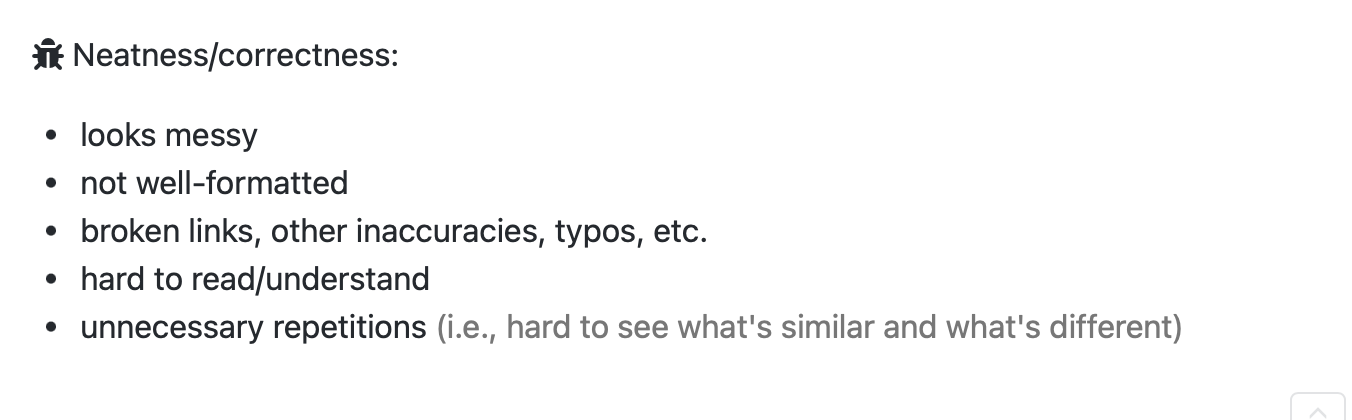 Neatness/correctness:
looks messy
not well-formatted
broken links, other inaccuracies, typos, etc.
hard to read/understand
unnecessary repetitions (i.e., hard to see what's similar and what's different)